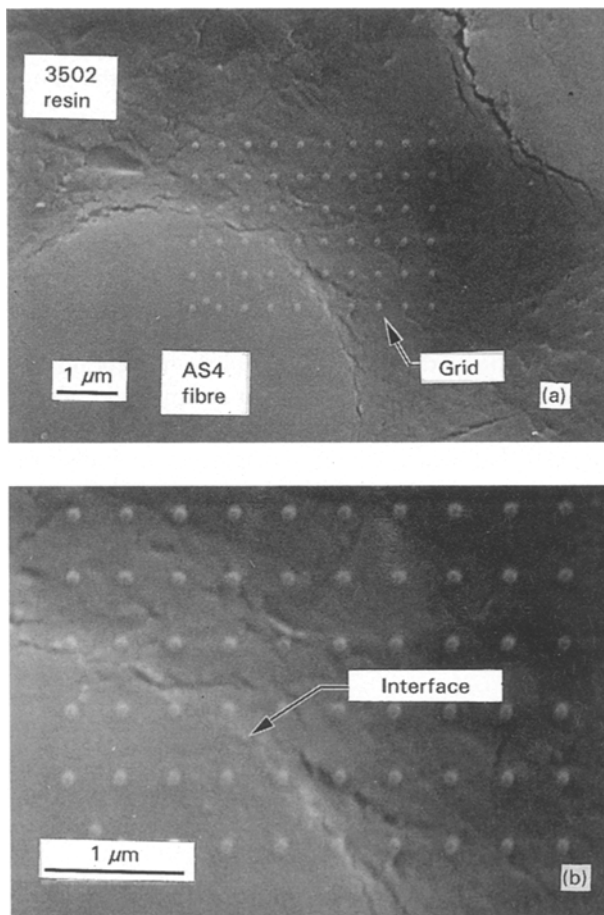 3502
resin
1 µm
AS4
fibre
Grid
(a)
Interface
1 µm
(b)